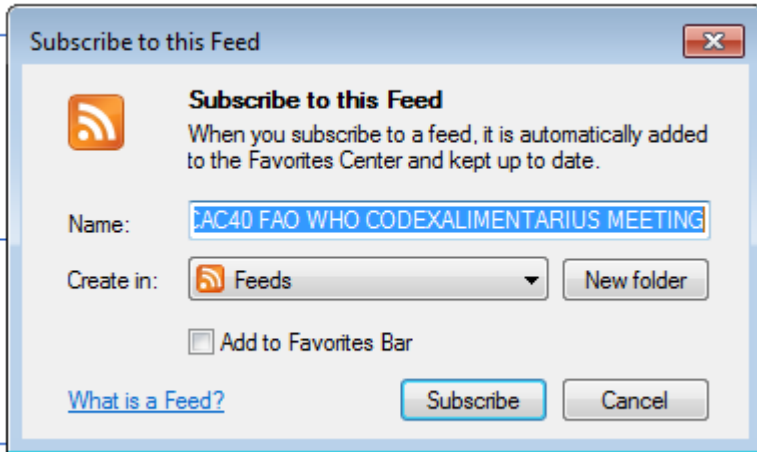 Subscribe to this Feed
Subscribe to this Feed
When you subscribe to a feed, it is automatically added
to the Favorites Center and kept up to date.
Name: CAC40 FAO WHO CODEXALIMENTARIUS MEETING
Create in: Feeds New folder
Add to Favorites Bar
What is a Feed? Subscribe Cancel